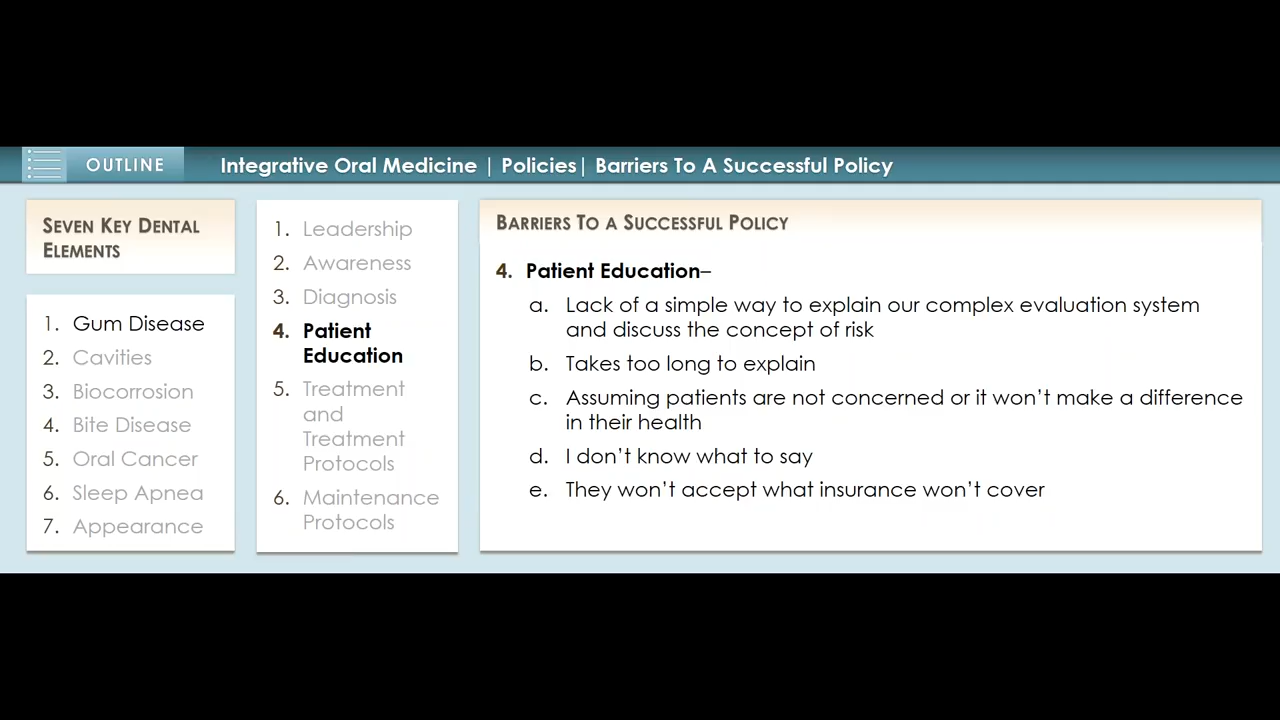 OUTLINE
Integrative Oral Medicine | Policies| Barriers To A Successful Policy
SEVEN KEY DENTAL
ELEMENTS
1. Gum Disease
2. Cavities
3. Biocorrosion
4. Bite Disease
5. Oral Cancer
6. Sleep Apnea
7. Appearance
1. Leadership
2. Awareness
3. Diagnosis
4. Patient
Education
5. Treatment
and
Treatment
Protocols
6. Maintenance
Protocols
BARRIERS TO A SUCCESSFUL POLICY
4. Patient Education–
a. Lack of a simple way to explain our complex evaluation system
and discuss the concept of risk
b. Takes too long to explain
c. Assuming patients are not concerned or it won’t make a difference
in their health
d. I don’t know what to say
e. They won’t accept what insurance won’t cover